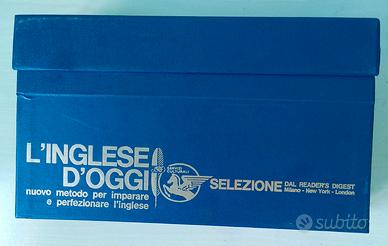 L'INGLESE
D'OGGI
nuovo metodo per imparare
e perfezionare l'inglese
SERVIZI
CULTURALI
SELEZIONE DAL READER'S DIGEST
Milano - New York - London
subito